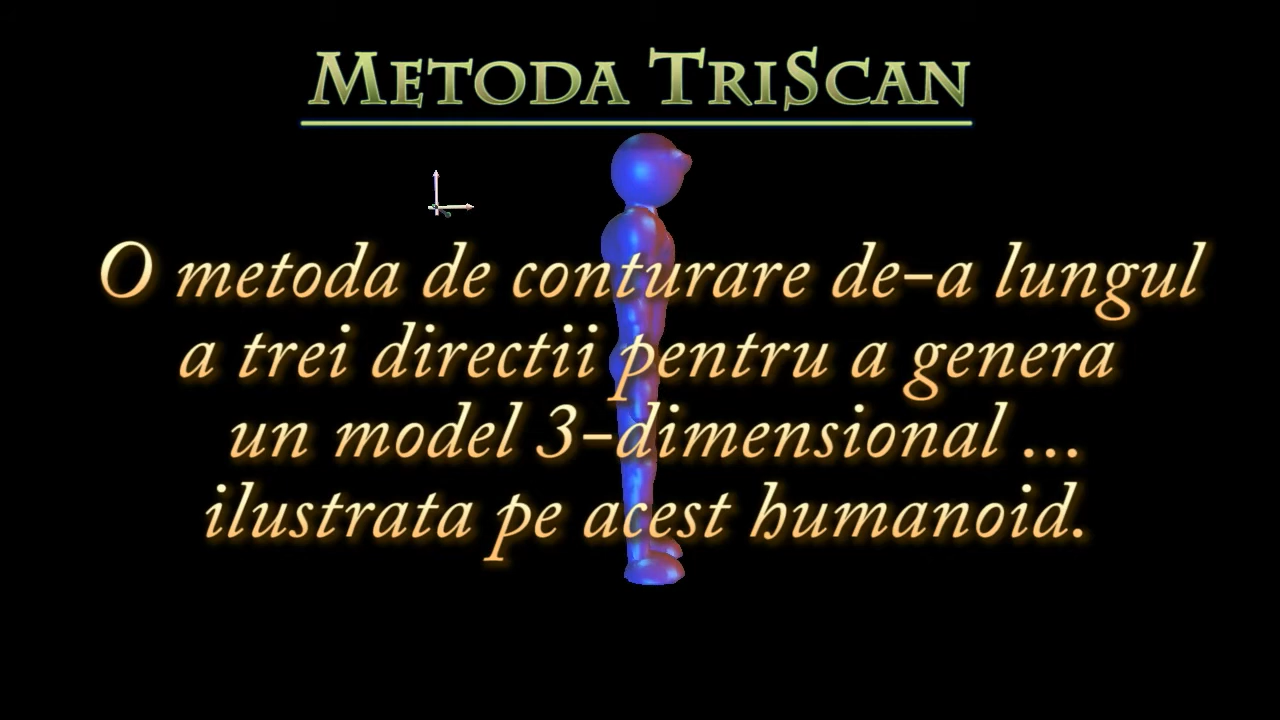 METODA TRISCAN
O metoda de conturare de-a lungul
a trei directii pentru a genera
un model 3-dimensional ...
ilustrata pe acest humanoid.